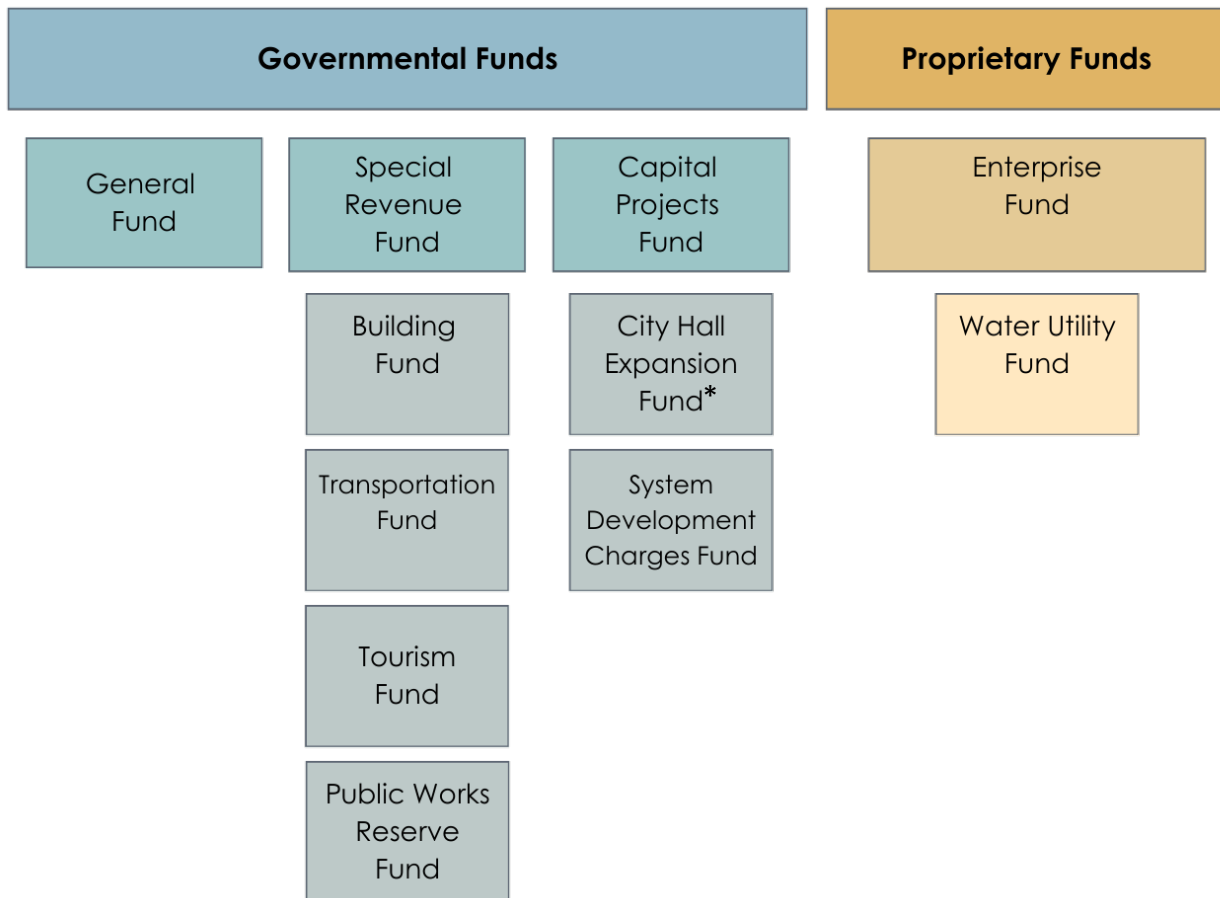 Governmental Funds
Proprietary Funds
General
Fund
Special
Revenue
Fund
Capital
Projects
Fund
Enterprise
Fund
Building
Fund
City Hall
Expansion
Fund*
Water Utility
Fund
Transportation
Fund
System
Development
Charges Fund
Tourism
Fund
Public Works
Reserve
Fund